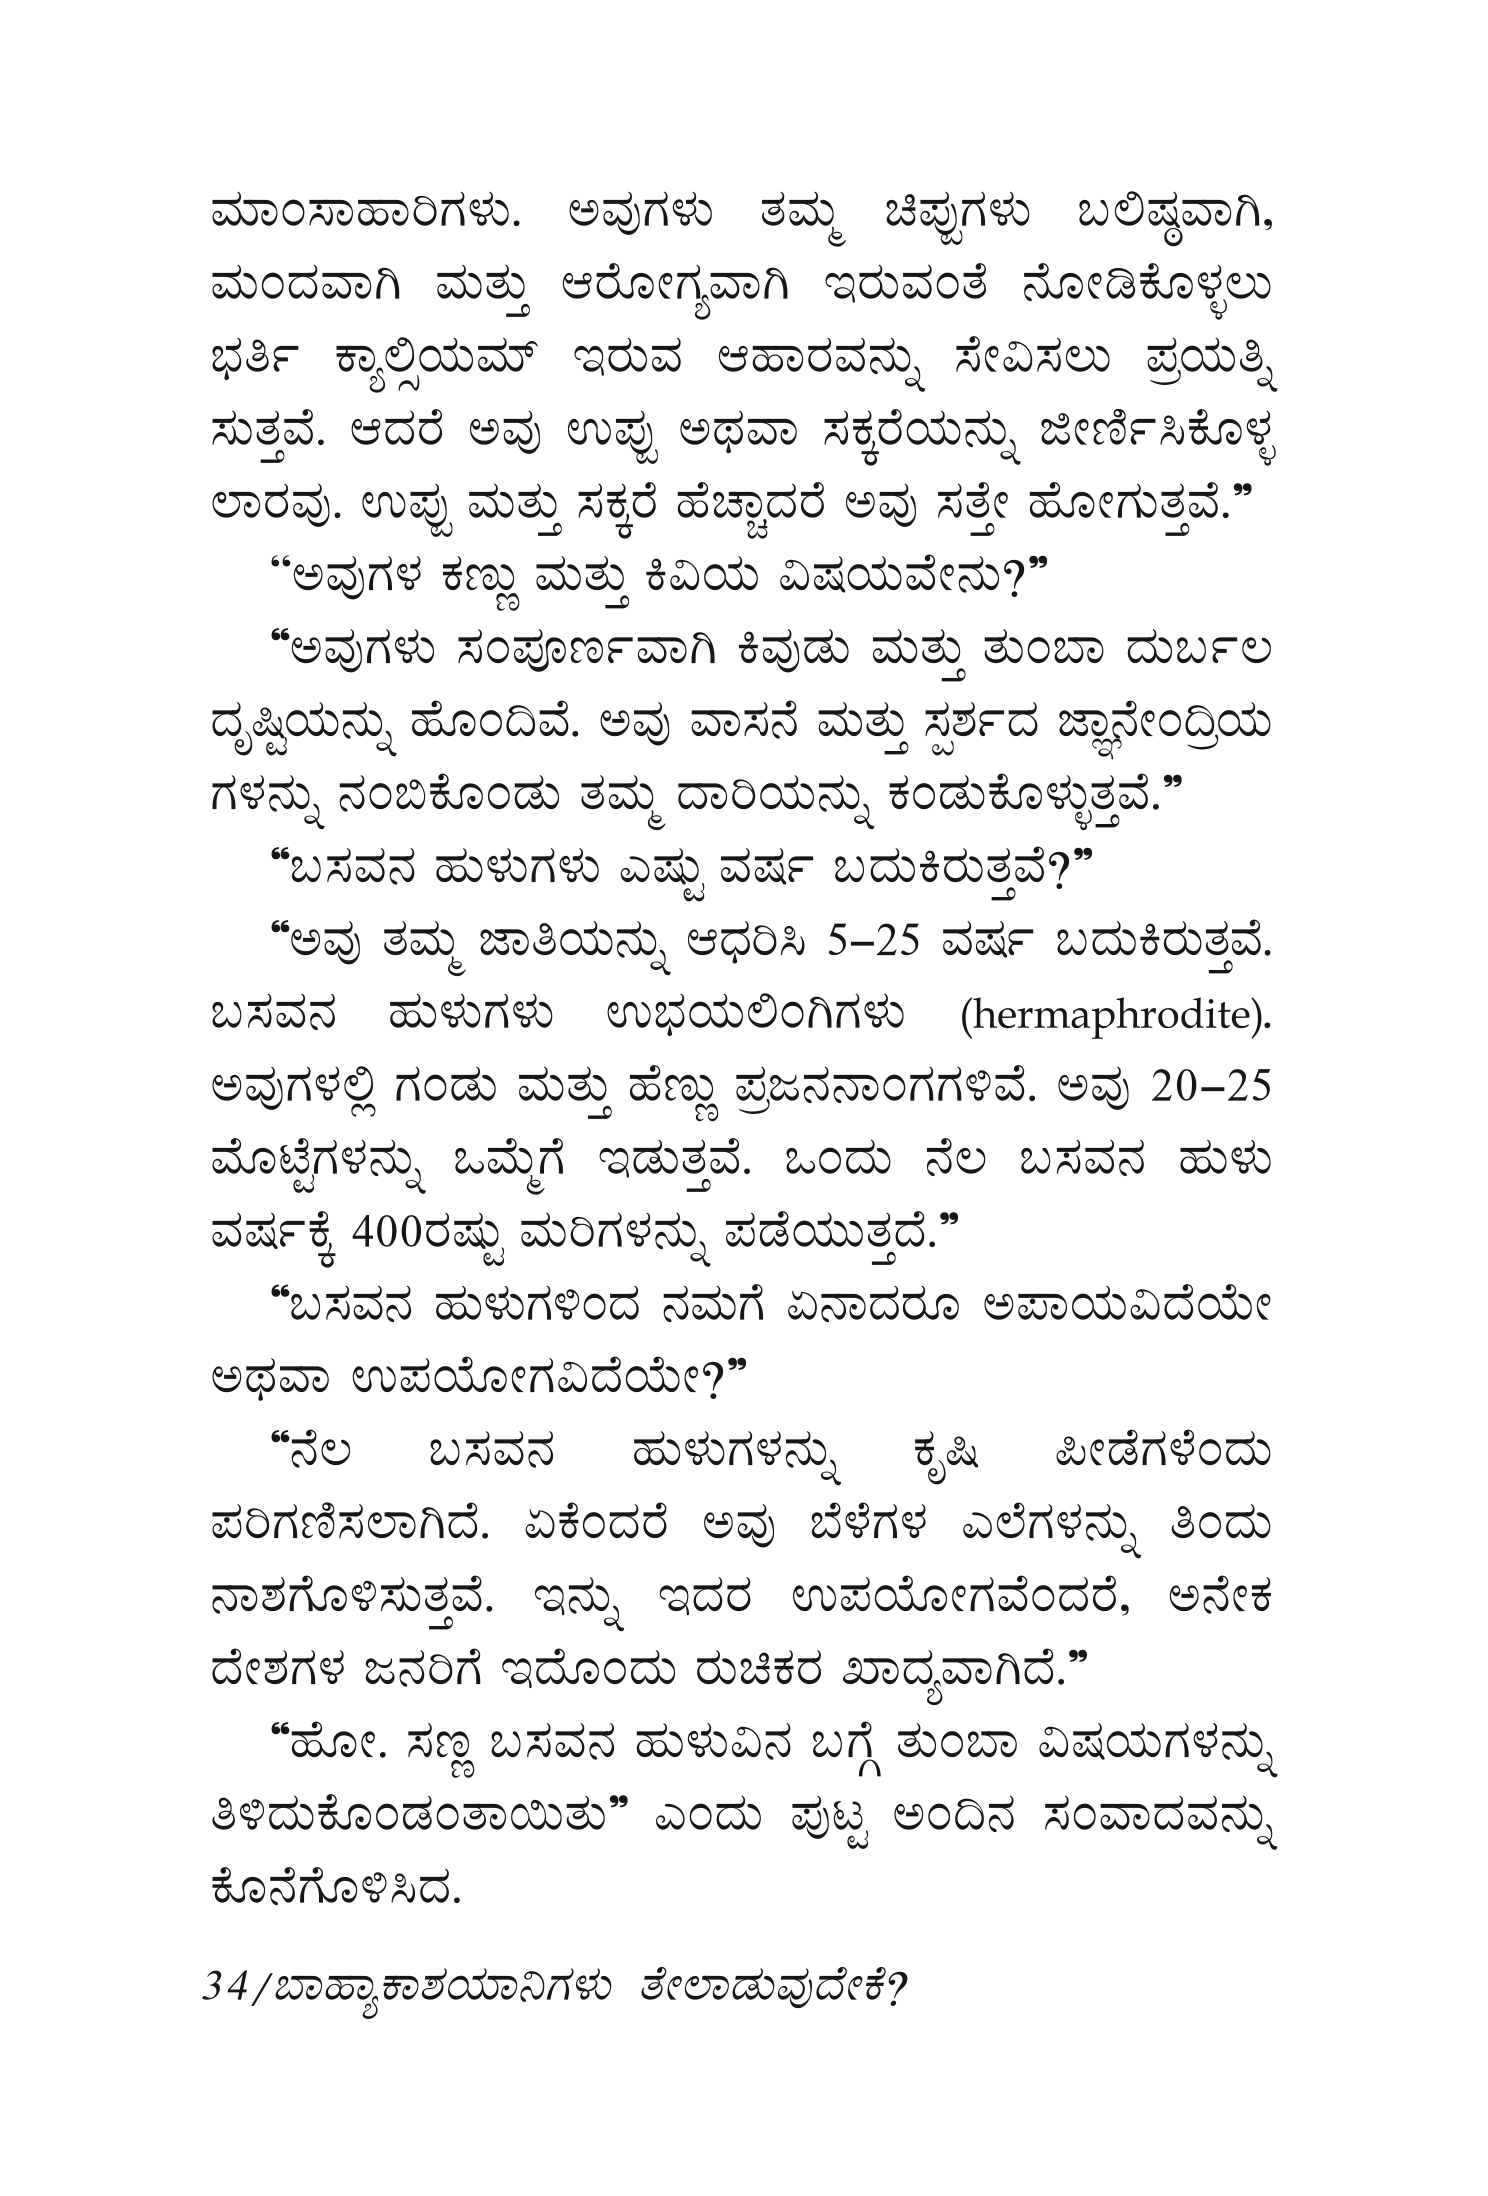 ಮಾಂಸಾಹಾರಿಗಳು. ಅವುಗಳು ತಮ್ಮ ಚಿಪ್ಪುಗಳು ಬಲಿಷ್ಠವಾಗಿ,
ಮಂದವಾಗಿ ಮತ್ತು ಆರೋಗ್ಯವಾಗಿ ಇರುವಂತೆ ನೋಡಿಕೊಳ್ಳಲು
ಭರ್ತಿ ಕ್ಯಾಲ್ಸಿಯಮ್ ಇರುವ ಆಹಾರವನ್ನು ಸೇವಿಸಲು ಪ್ರಯತ್ನಿ
ಸುತ್ತವೆ. ಆದರೆ ಅವು ಉಪ್ಪು ಅಥವಾ ಸಕ್ಕರೆಯನ್ನು ಜೀರ್ಣಿಸಿಕೊಳ್ಳ
ಲಾರವು. ಉಪ್ಪು ಮತ್ತು ಸಕ್ಕರೆ ಹೆಚ್ಚಾದರೆ ಅವು ಸತ್ತೇ ಹೋಗುತ್ತವೆ.”
“ಅವುಗಳ ಕಣ್ಣು ಮತ್ತು ಕಿವಿಯ ವಿಷಯವೇನು?”
“ಅವುಗಳು ಸಂಪೂರ್ಣವಾಗಿ ಕಿವುಡು ಮತ್ತು ತುಂಬಾ ದುರ್ಬಲ
ದೃಷ್ಟಿಯನ್ನು ಹೊಂದಿವೆ. ಅವು ವಾಸನೆ ಮತ್ತು ಸ್ಪರ್ಶದ ಜ್ಞಾನೇಂದ್ರಿಯ
ಗಳನ್ನು ನಂಬಿಕೊಂಡು ತಮ್ಮ ದಾರಿಯನ್ನು ಕಂಡುಕೊಳ್ಳುತ್ತವೆ.”
“ಬಸವನ ಹುಳುಗಳು ಎಷ್ಟು ವರ್ಷ ಬದುಕಿರುತ್ತವೆ?”
“ಅವು ತಮ್ಮ ಜಾತಿಯನ್ನು ಆಧರಿಸಿ 5–25 ವರ್ಷ ಬದುಕಿರುತ್ತವೆ.
ಬಸವನ ಹುಳುಗಳು ಉಭಯಲಿಂಗಿಗಳು (hermaphrodite).
ಅವುಗಳಲ್ಲಿ ಗಂಡು ಮತ್ತು ಹೆಣ್ಣು ಪ್ರಜನನಾಂಗಗಳಿವೆ. ಅವು 20–25
ಮೊಟ್ಟೆಗಳನ್ನು ಒಮ್ಮೆಗೆ ಇಡುತ್ತವೆ. ಒಂದು ನೆಲ ಬಸವನ ಹುಳು
ವರ್ಷಕ್ಕೆ 400ರಷ್ಟು ಮರಿಗಳನ್ನು ಪಡೆಯುತ್ತದೆ.”
“ಬಸವನ ಹುಳುಗಳಿಂದ ನಮಗೆ ಏನಾದರೂ ಅಪಾಯವಿದೆಯೇ
ಅಥವಾ ಉಪಯೋಗವಿದೆಯೇ?”
“ನೆಲ ಬಸವನ ಹುಳುಗಳನ್ನು ಕೃಷಿ ಪೀಡೆಗಳೆಂದು
ಪರಿಗಣಿಸಲಾಗಿದೆ. ಏಕೆಂದರೆ ಅವು ಬೆಳೆಗಳ ಎಲೆಗಳನ್ನು ತಿಂದು
ನಾಶಗೊಳಿಸುತ್ತವೆ. ಇನ್ನು ಇದರ ಉಪಯೋಗವೆಂದರೆ, ಅನೇಕ
ದೇಶಗಳ ಜನರಿಗೆ ಇದೊಂದು ರುಚಿಕರ ಖಾದ್ಯವಾಗಿದೆ.”
“ಹೋ. ಸಣ್ಣ ಬಸವನ ಹುಳುವಿನ ಬಗ್ಗೆ ತುಂಬಾ ವಿಷಯಗಳನ್ನು
ತಿಳಿದುಕೊಂಡಂತಾಯಿತು” ಎಂದು ಪುಟ್ಟ ಅಂದಿನ ಸಂವಾದವನ್ನು
ಕೊನೆಗೊಳಿಸಿದ.
34/ಬಾಹ್ಯಾಕಾಶಯಾನಿಗಳು ತೇಲಾಡುವುದೇಕೆ?